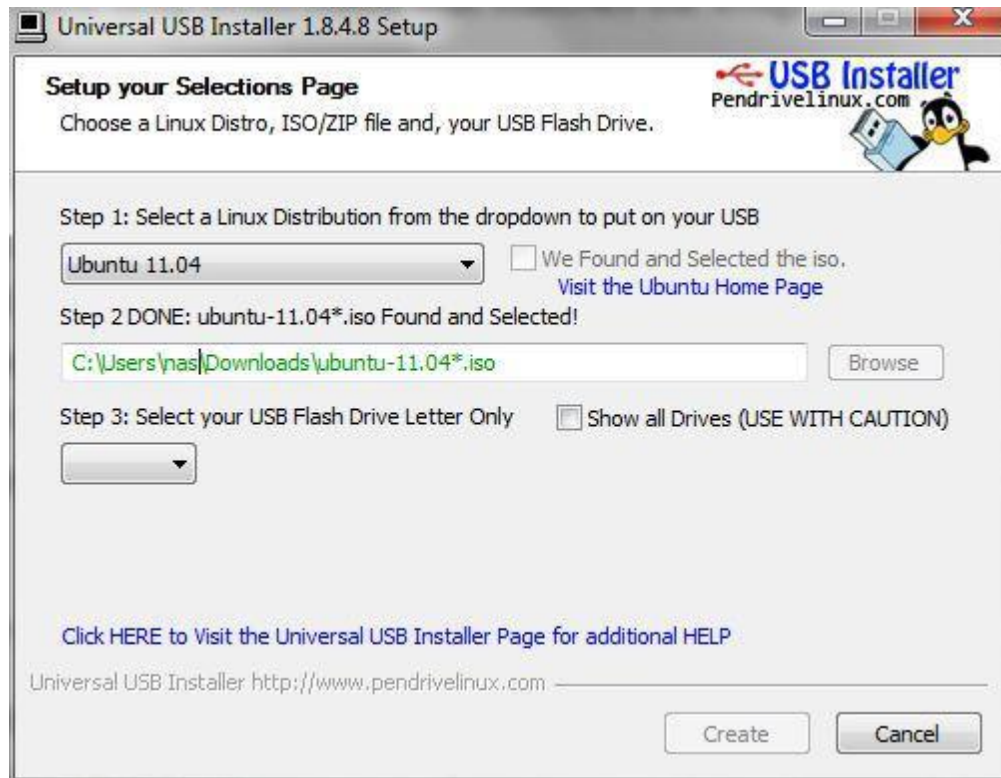 Universal USB Installer 1.8.4.8 Setup
Setup your Selections Page
USB Installer
Pendrivelinux.com
Choose a Linux Distro, ISO/ZIP file and, your USB Flash Drive.
Step 1: Select a Linux Distribution from the dropdown to put on your USB
Ubuntu 11.04
We Found and Selected the iso.
Visit the Ubuntu Home Page
Step 2 DONE: ubuntu-11.04*.iso Found and Selected!
C:\Users\nas\Downloads\ubuntu-11.04*.iso
Browse
Step 3: Select your USB Flash Drive Letter Only
Show all Drives (USE WITH CAUTION)
Click HERE to Visit the Universal USB Installer Page for additional HELP
Universal USB Installer http://www.pendrivelinux.com
Create
Cancel